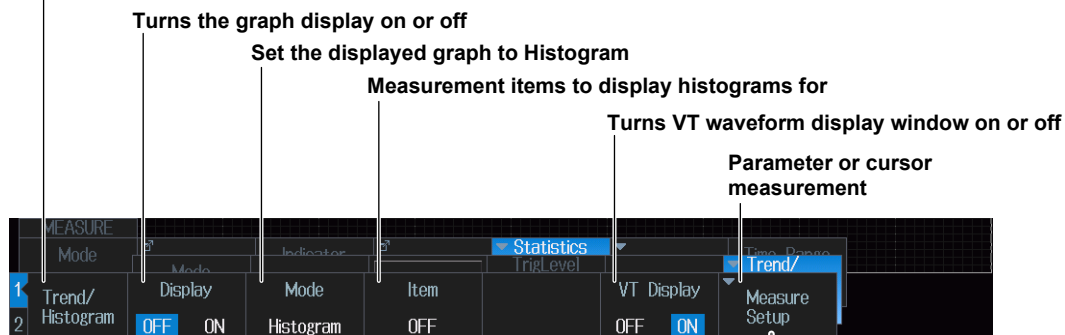 Turns the graph display on or off
Set the displayed graph to Histogram
Measurement items to display histograms for
Turns VT waveform display window on or off
Parameter or cursor
measurement
MEASURE
Mode
Indicator
Statistics
Time Range
Mode
TrigLevel
Trend/
1
Trend/
Histogram
Display
Mode
Item
VT Display
Measure
Setup
2
OFF ON
Histogram
OFF
OFF ON